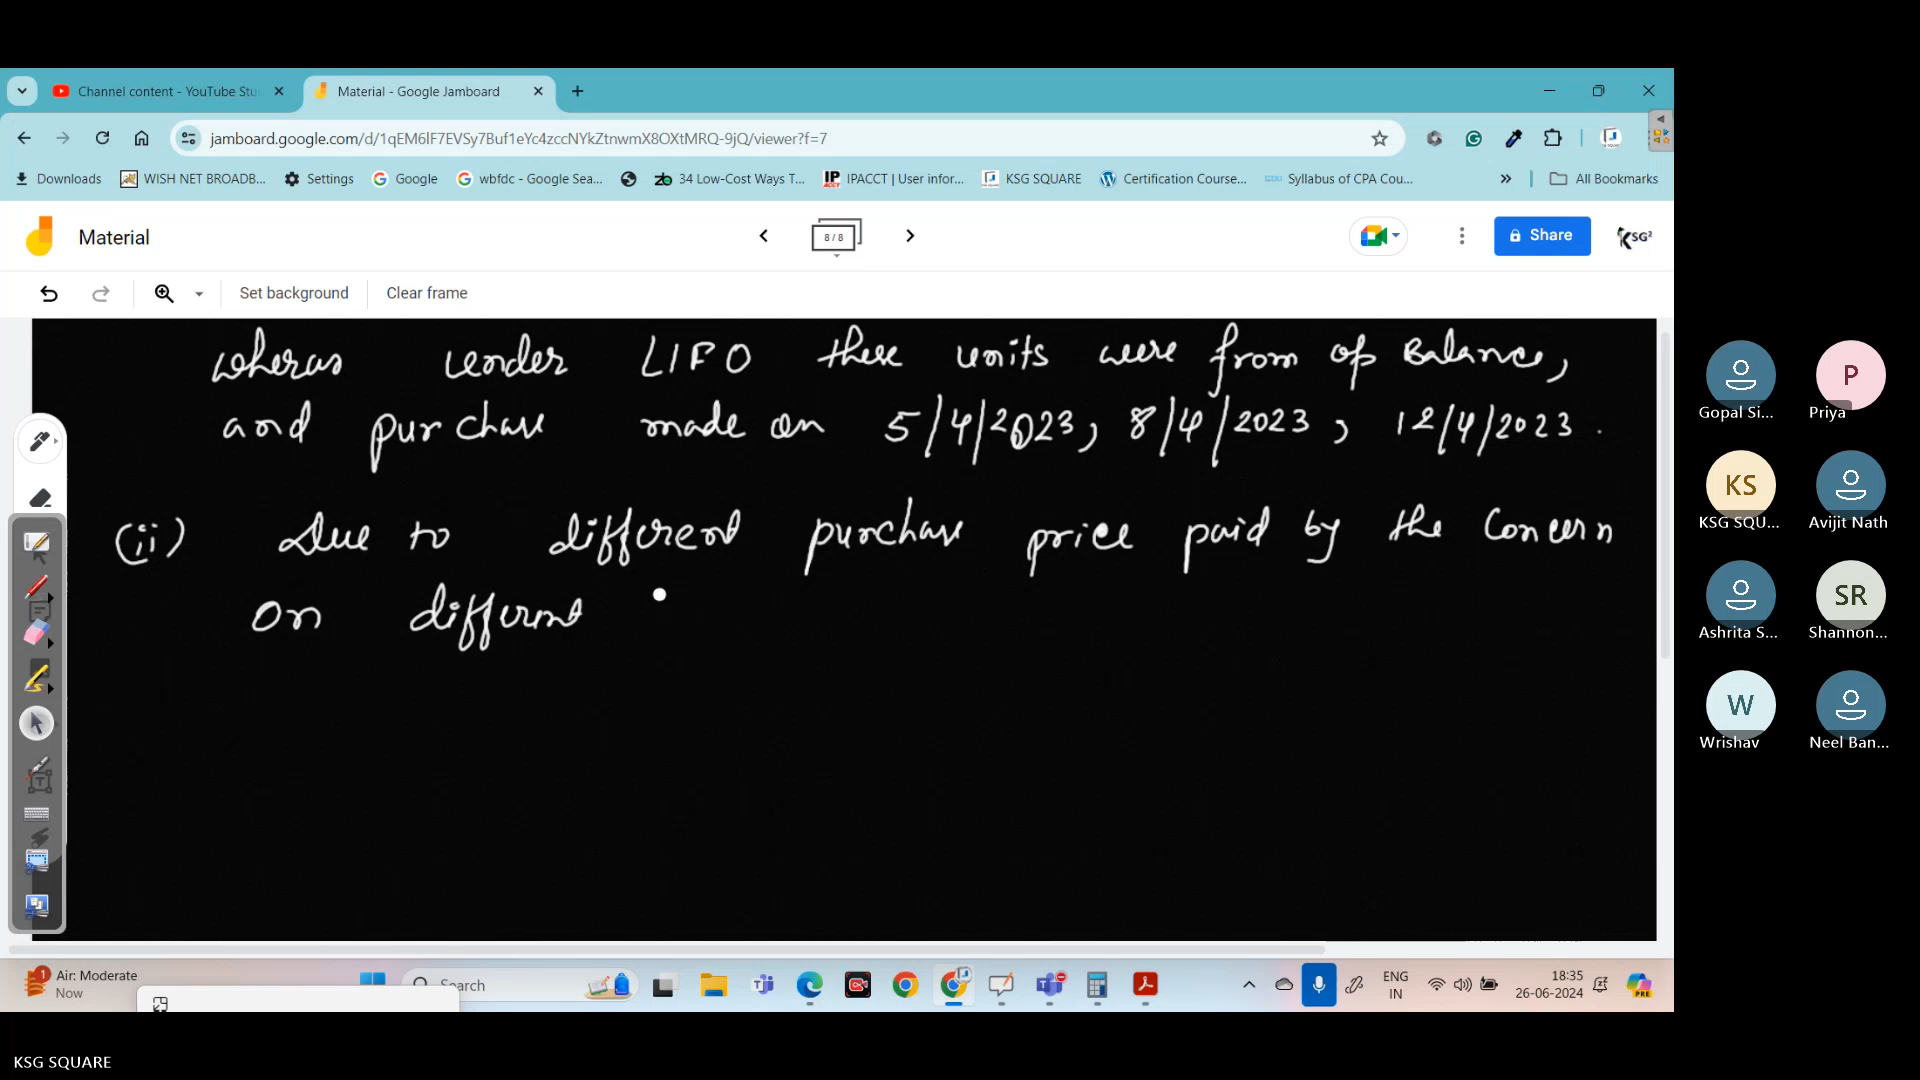 Channel content - YouTube Stu
Material - Google Jamboard
jamboard.google.com/d/1qEM6lF7EVSy7Buf1eYc4zccNYkZtnwmX8OXtMRQ-9jQ/viewer?f=7
Downloads WISH NET BROADB... Settings Google wbfdc - Google Sea... 34 Low-Cost Ways T... IPACCT | User infor... KSG SQUARE Certification Course... Syllabus of CPA Cou... » All Bookmarks
Material 8 / 8 Share KSG²
Set background Clear frame
wheras under LIFO these units were from op Balance,
and purchase made on 5/4/2023, 8/4/2023, 12/4/2023.
(ii) Due to different purchase price paid by the concern
on different
Gopal Si... P Priya
KS KSG SQU... Avijit Nath
Ashrita S... SR Shannon...
W Wrishav Neel Ban...
1 Air: Moderate
Now
Search
ENG
IN
18:35
26-06-2024
PRE
KSG SQUARE